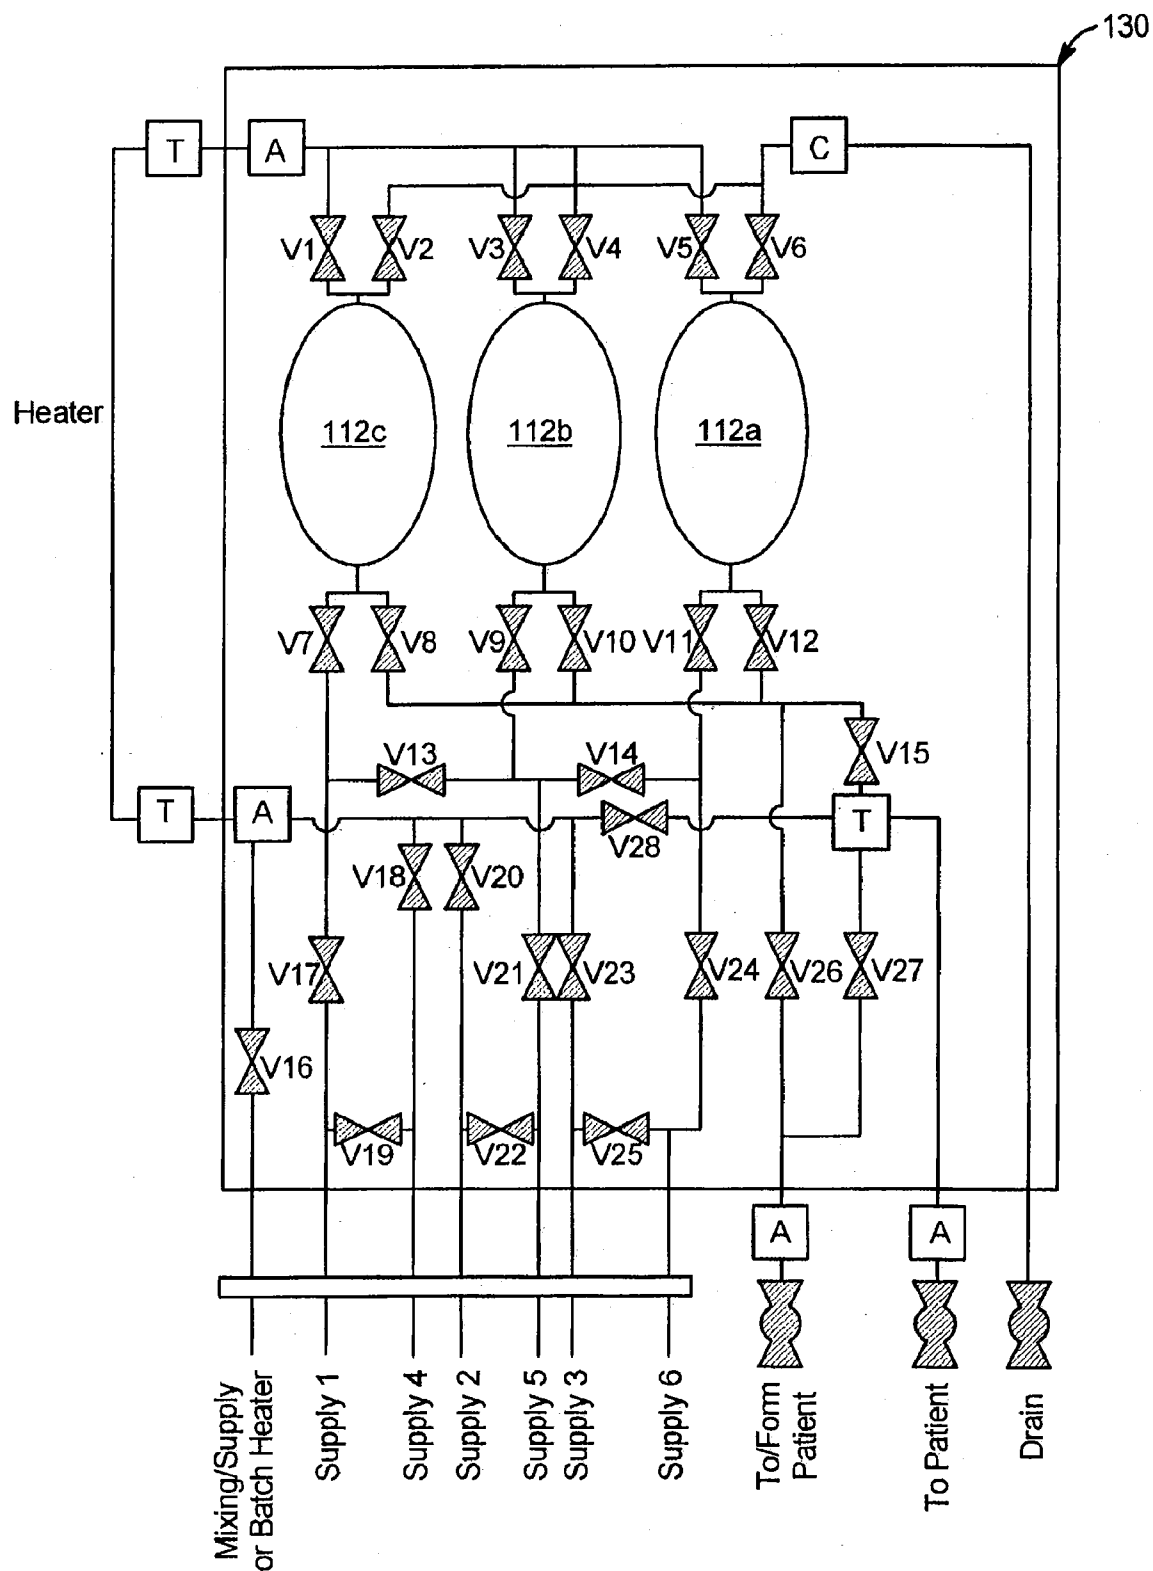 130
T
A
C
V1
V2
V3
V4
V5
V6
Heater
112c
112b
112a
V7
V8
V9
V10
V11
V12
V13
V14
V15
T
A
V28
T
V18
V20
V17
V21
V23
V24
V26
V27
V16
V19
V22
V25
A
A
Mixing/Supply
or Batch Heater
Supply 1
Supply 4
Supply 2
Supply 5
Supply 3
Supply 6
To/Form
Patient
To Patient
Drain